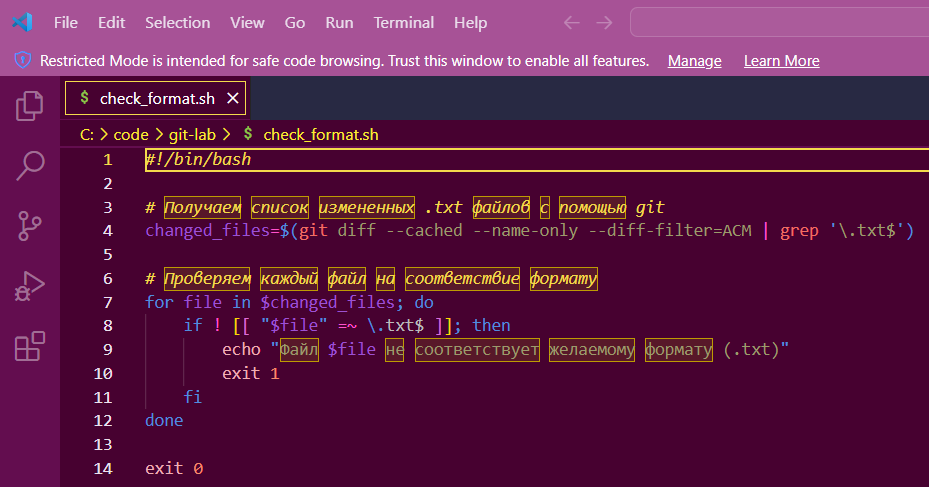 File Edit Selection View Go Run Terminal Help
Restricted Mode is intended for safe code browsing. Trust this window to enable all features. Manage Learn More
$ check_format.sh
C: > code > git-lab > $ check_format.sh
1 #!/bin/bash
2
3 # Получаем список измененных .txt файлов с помощью git
4 changed_files=$(git diff --cached --name-only --diff-filter=ACM | grep '\.txt$')
5
6 # Проверяем каждый файл на соответствие формату
7 for file in $changed_files; do
8 if ! [[ "$file" =~ \.txt$ ]]; then
9 echo "Файл $file не соответствует желаемому формату (.txt)"
10 exit 1
11 fi
12 done
13
14 exit 0